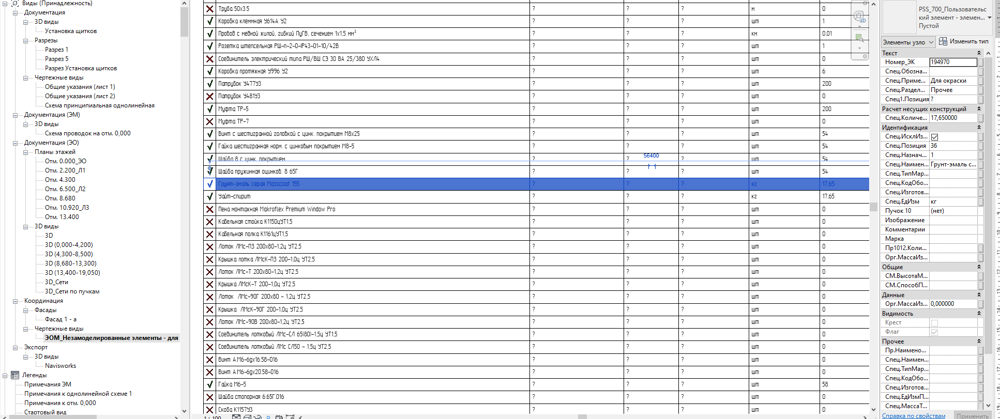 Виды (Принадлежность)
Документация
3D виды
Установка щитков
Разрезы
Разрез 1
Разрез 5
Разрез Установка щитков
Чертежные виды
Общие указания (лист 1)
Общие указания (лист 2)
Схема принципиальная однолинейная
Документация (ЭМ)
3D виды
Схема проводок на отм. 0,000
Документация (ЭО)
Планы этажей
Отм. 0.000_ЭО
Отм. 2.200_Л1
Отм. 4.300
Отм. 6.500_Л2
Отм. 8.680
Отм. 10.920_Л3
Отм. 13.400
3D виды
3D
3D (0,000-4,200)
3D (4,300-8,500)
3D (8,680-13,300)
3D (13,400-19,050)
3D_Сети
3D_Сети по пучкам
Координация
Фасады
Фасад 1 - а
Чертежные виды
ЭОМ_Незамоделированные элементы - для
Экспорт
3D виды
Navisworks
Легенды
Примечания ЭМ
Примечания к однолинейной схеме 1
Примечания к отм. 0,000
Стартовый вид
Труба 50х3.5 ? ? ? м 0
Коробка клеммная У614А У2 ? ? ? шт 1
Провод с медной жилой, гибкий ПуГВ, сечением 1х1,5 мм² ? ? ? км 0,01
Розетка штепсельная РШ-п-2-0-IP43-01-10/42В ? ? ? шт 1
Соединитель электрический типа РШ/ВШ СЭ 30 ВА 25/380 УХЛ4 ? ? ? шт 0
Коробка протяжная У996 У2 ? ? ? шт 6
Патрубок У477У3 ? ? ? шт 200
Патрубок У481У3 ? ? ? шт 0
Муфта ТР-5 ? ? ? шт 200
Муфта ТР-7 ? ? ? шт 0
Винт с шестигранной головкой с цинк. покрытием М8х25 ? ? ? шт 54
Гайка шестигранная норм. с цинковым покрытием М8-5 ? ? ? шт 54
56400
Шайба 8 с цинк. покрытием ? ? ? шт 54
Шайба пружинная оцинков. 8 65Г ? ? ? шт 54
Грунт-эмаль серая Masscoat 155 ? ? ? кг 17,65
Уайт-спирит ? ? ? кг 17,65
Пена монтажная Makroflex Premium Window Pro ? ? ? шт 0
Кабельная стойка К1150цУТ1,5 ? ? ? шт 0
Кабельная полка К1161цУТ1,5 ? ? ? шт 0
Лоток ЛМс-ПЗ 200х80-1,2ц УТ2,5 ? ? ? шт 0
Крышка лотка ЛМсК-ПЗ 200-1,0ц УТ2,5 ? ? ? шт 0
Лоток ЛМс-Т 200х80-1,2ц УТ2,5 ? ? ? шт 0
Крышка ЛМсК-Т 200-1,0ц УТ2,5 ? ? ? шт 0
Лоток ЛМс-90Г 200х80 - 1,2ц УТ2,5 ? ? ? шт 0
Крышка ЛМсК-90Г 200-1,0ц УТ2,5 ? ? ? шт 0
Лоток ЛМс-90В 200х80-1,2ц УТ2,5 ? ? ? шт 0
Соединитель лотковый ЛМс-СЛ 65(80)-1,5ц УТ1,5 ? ? ? шт 0
Соединитель лотковый ЛМс СЛ50 - 1,5ц УТ2,5 ? ? ? шт 0
Винт А.М6-6gх16.58-016 ? ? ? шт 0
Винт А.М6-6gх20.58-016 ? ? ? шт 0
Гайка М6-5 ? ? ? шт 58
Шайба стопорная 6.65Г.016 ? ? ? шт 0
Скоба К1157У3 ? ? ? шт 0
1 : 100
2D
PSS_700_Пользовательс
кий элемент - элемен...
Пустой
Элементы узло Изменить тип
Текст
Номер_ЭК 194970
Спец.Обозна...
Спец.Приме... Для окраски
Спец.Раздел... Прочее
Спец1.Позиция ?
Расчет несущих конструкций
Спец.Количе... 17,650000
Идентификация
Спец.ИсклИз...
Спец.Позиция 36
Спец.Назнач... 1
Спец.Наимен... Грунт-эмаль с...
Спец.ТипМар...
Спец.КодОбо...
Спец.Изготов...
Спец.ЕдИзм кг
Пучок 10 (нет)
Изображение
Комментарии
Марка
Пр1012.Коли...
Орг.МассаИз...
Общие
СМ.ВысотаМ...
СМ.СпособП...
Данные
Орг.МассаИз... 0,000000
Видимость
Крест
Флаг
Прочее
Пр.Наимено...
Спец.Наимен...
Спец.ТипМар...
Спец.КодОбо...
Спец.Изготов...
Спец.ЕдИзмП...
Спец.МассаТ...
Справка по свойствам Применить